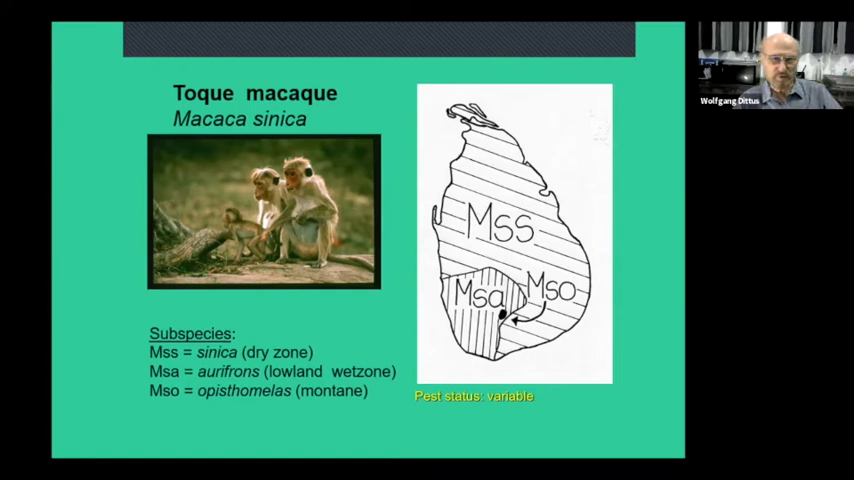 Toque macaque
Macaca sinica
Mss
Msa
Mso
Subspecies:
Mss = sinica (dry zone)
Msa = aurifrons (lowland wetzone)
Mso = opisthomelas (montane)
Pest status: variable
Wolfgang Dittus